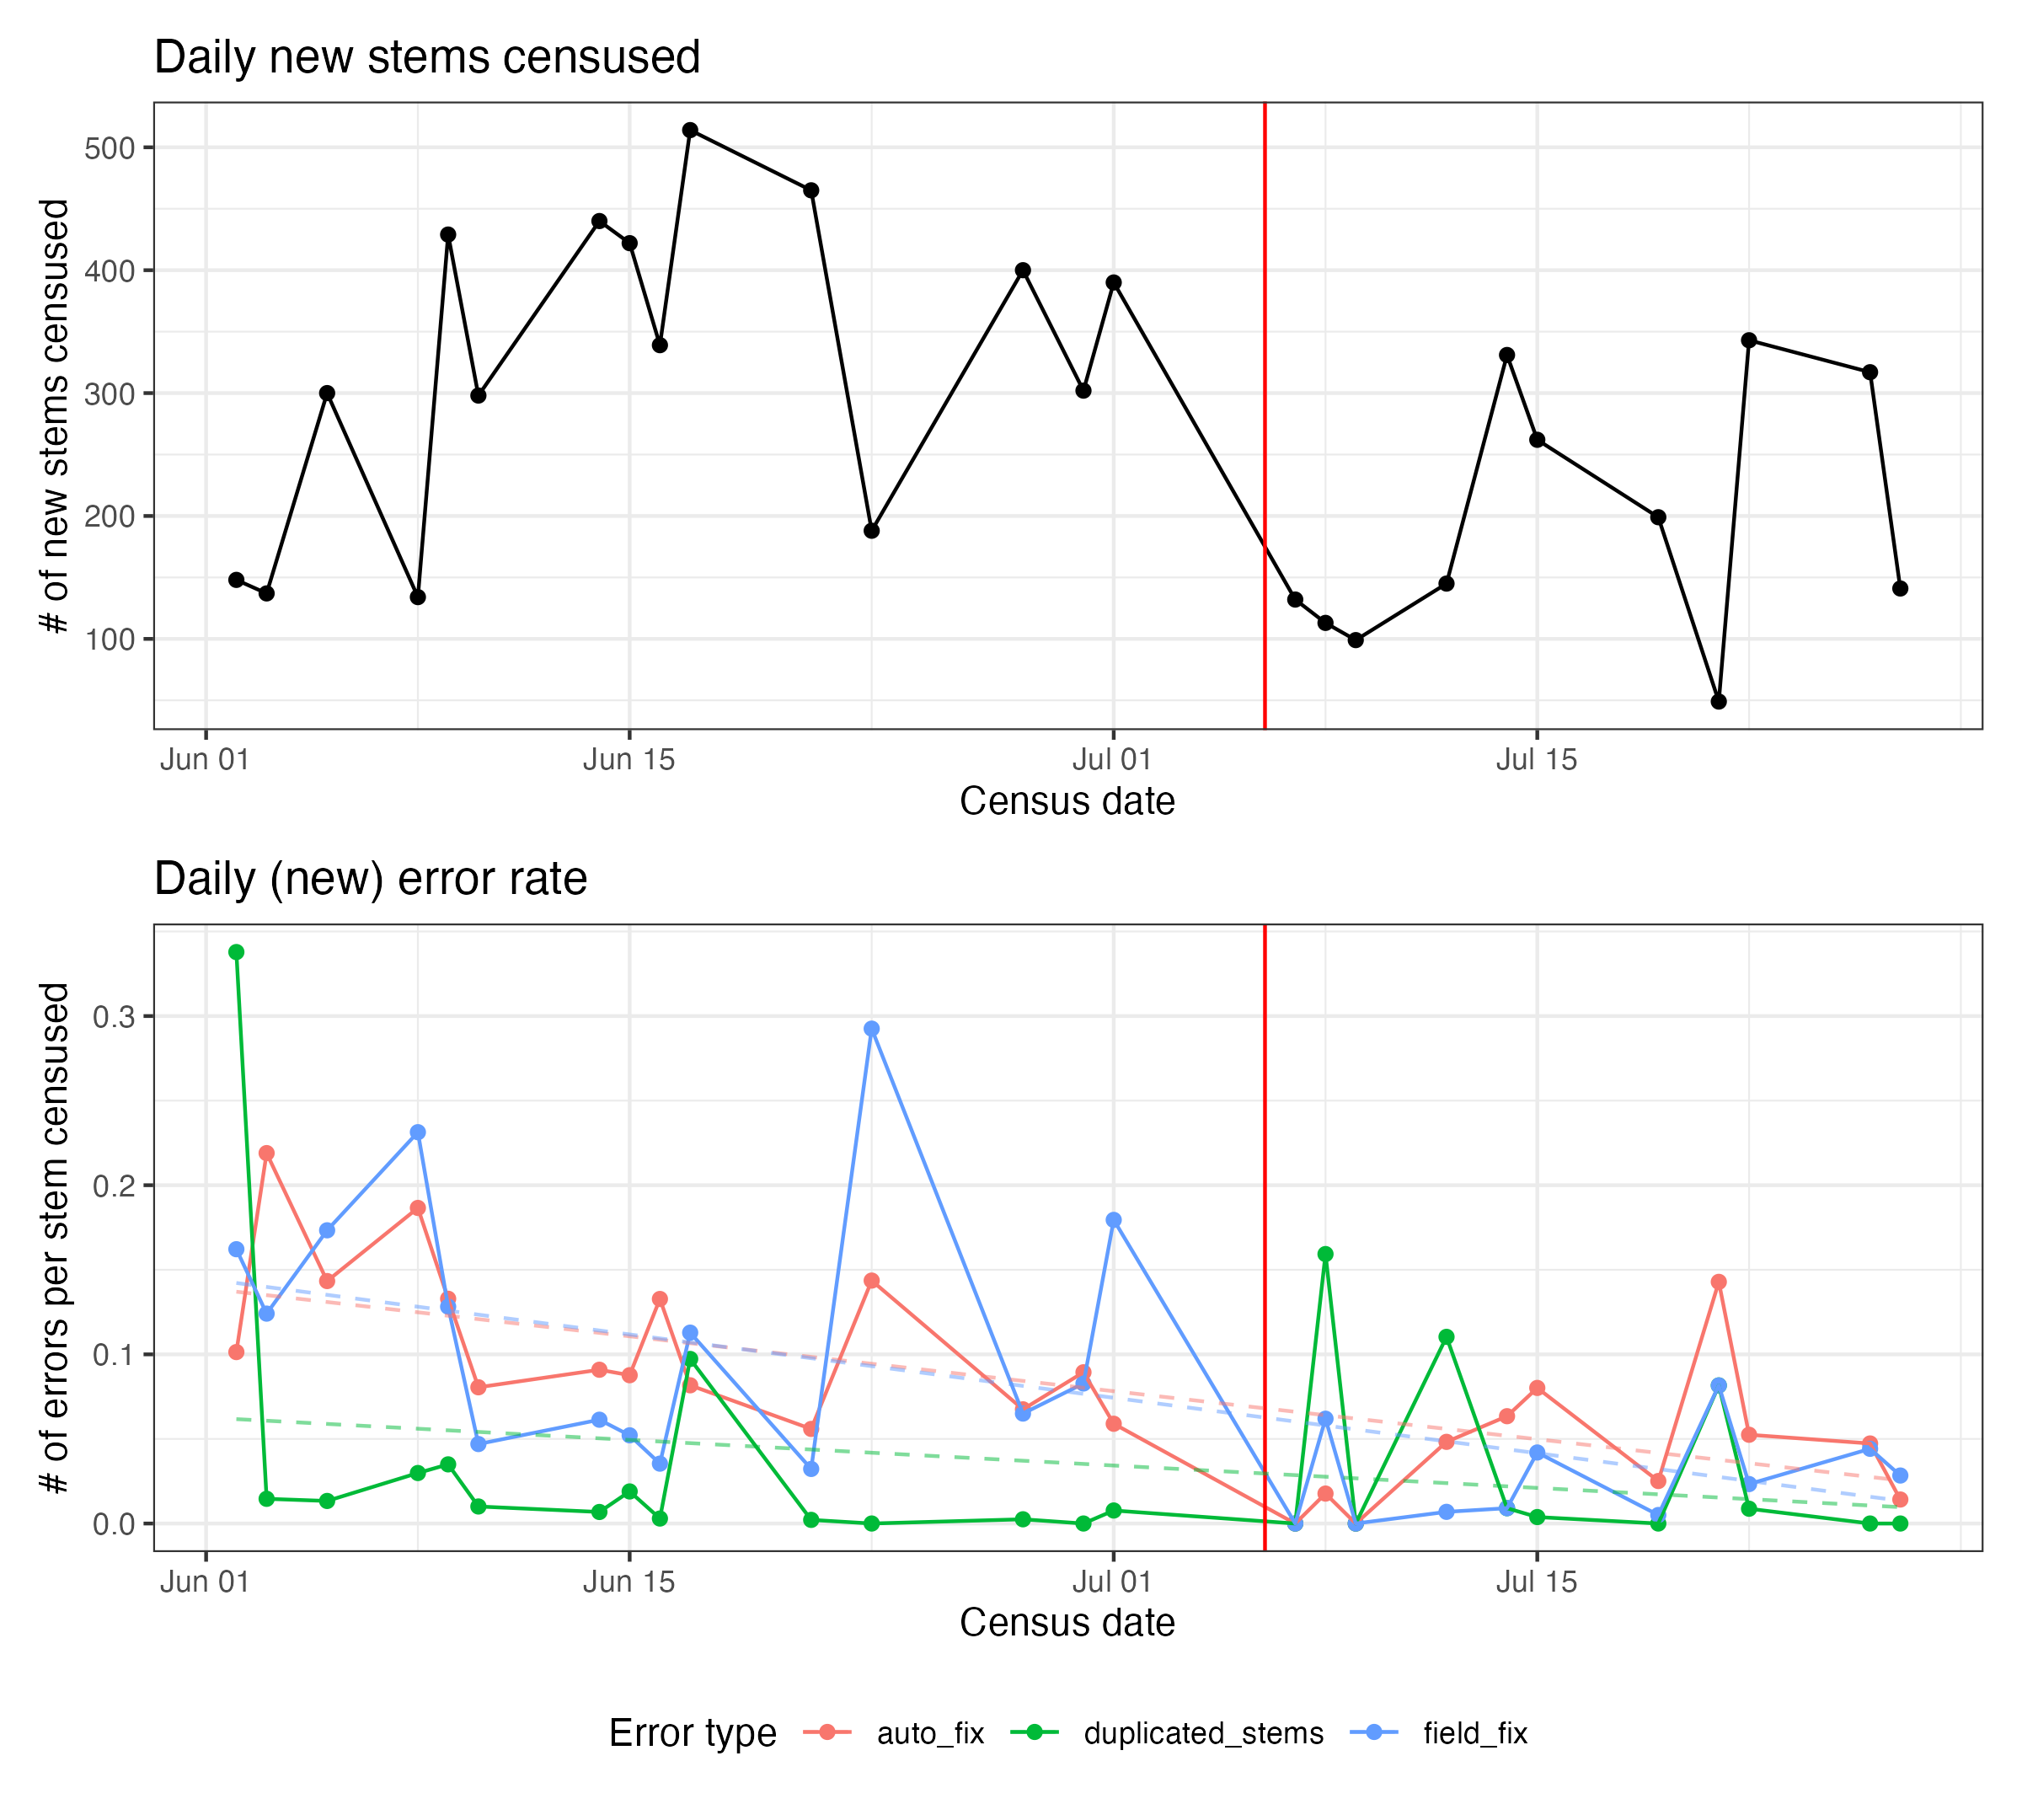 Daily new stems censused
# of new stems censused
500
400
300
200
100
Jun 01 Jun 15 Jul 01 Jul 15
Census date
Daily (new) error rate
# of errors per stem censused
0.3
0.2
0.1
0.0
Jun 01 Jun 15 Jul 01 Jul 15
Census date
Error type auto_fix duplicated_stems field_fix